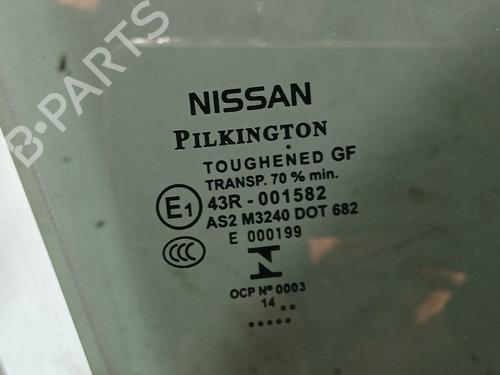 B-PARTS
NISSAN
PILKINGTON
TOUGHENED GF
TRANSP. 70 % min.
E1 43R - 001582
AS2 M3240 DOT 682
E 000199
CCC
OCP Nº 0003
14 ..
.....